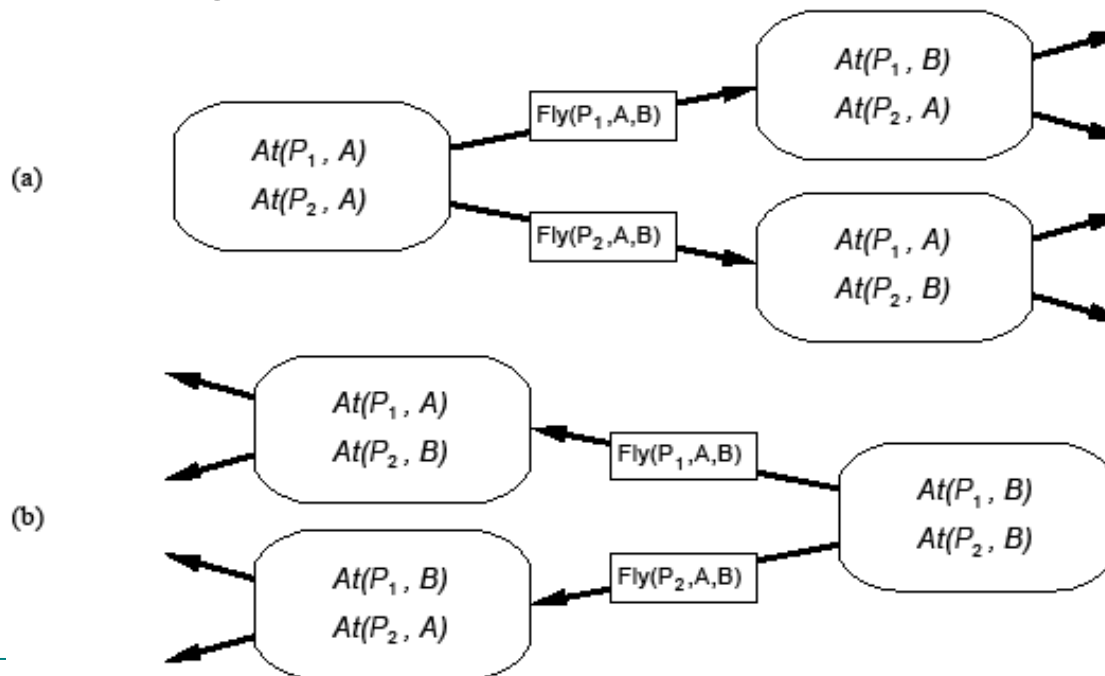 (a)
At(P₁ , A)
At(P₂ , A)
Fly(P₁,A,B)
Fly(P₂,A,B)
At(P₁ , B)
At(P₂ , A)
At(P₁ , A)
At(P₂ , B)
(b)
At(P₁ , A)
At(P₂ , B)
At(P₁ , B)
At(P₂ , A)
Fly(P₁,A,B)
Fly(P₂,A,B)
At(P₁ , B)
At(P₂ , B)